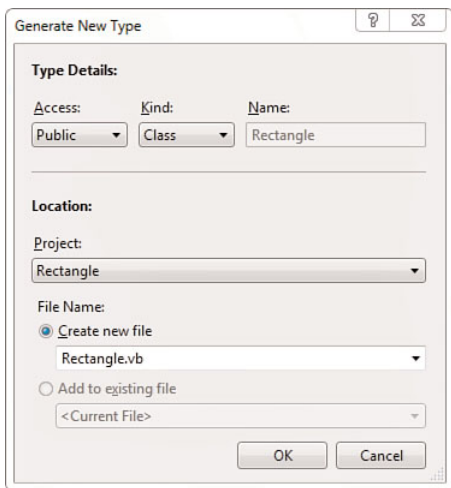 Generate New Type
?
Type Details:
Access: Kind: Name:
Public Class Rectangle
Location:
Project:
Rectangle
File Name:
Create new file
Rectangle.vb
Add to existing file
<Current File>
OK Cancel